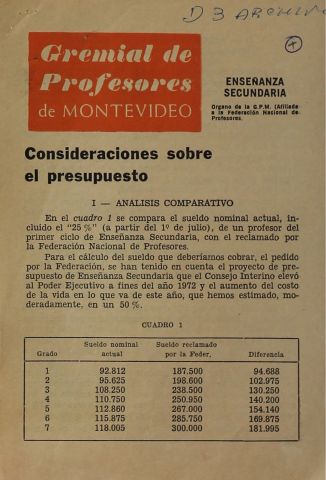 D 3 ARCHIVO
Gremial de
Profesores
de MONTEVIDEO
ENSEÑANZA
SECUNDARIA
Organo de la G.P.M. (Afiliada
a la Federación Nacional de
Profesores.
Consideraciones sobre
el presupuesto
I — ANALISIS COMPARATIVO
En el cuadro 1 se compara el sueldo nominal actual, in-
cluído el "25 %" (a partir del 1º de julio), de un profesor del
primer ciclo de Enseñanza Secundaria, con el reclamado por
la Federación Nacional de Profesores.
Para el cálculo del sueldo que deberíamos cobrar, el pedido
por la Federación, se han tenido en cuenta el proyecto de pre-
supuesto de Enseñanza Secundaria que el Consejo Interino elevó
al Poder Ejecutivo a fines del año 1972 y el aumento del costo
de la vida en lo que va de este año, que hemos estimado, mo-
deradamente, en un 50 %.
CUADRO 1
Grado Sueldo nominal actual Sueldo reclamado por la Feder. Diferencia
1 92.812 187.500 94.688
2 95.625 198.600 102.975
3 108.250 238.500 130.250
4 110.750 250.950 140.200
5 112.860 267.000 154.140
6 115.875 285.750 169.875
7 118.005 300.000 181.995